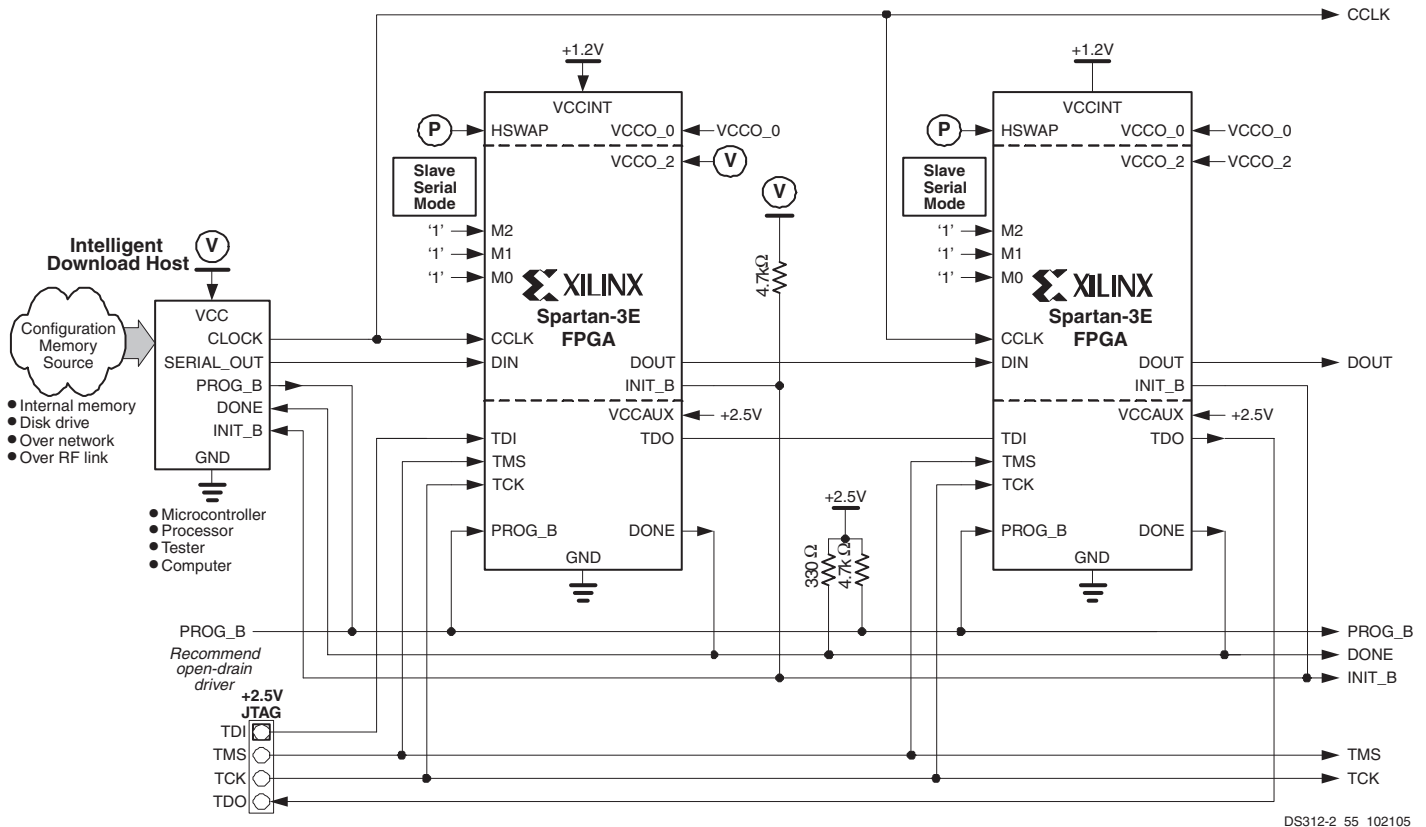 CCLK
+1.2V
+1.2V
VCCINT
VCCINT
P
HSWAP
VCCO_0
VCCO_0
P
HSWAP
VCCO_0
VCCO_0
VCCO_2
V
VCCO_2
VCCO_2
Slave
Serial
Mode
V
Slave
Serial
Mode
'1'
M2
'1'
M2
'1'
M1
'1'
M1
'1'
M0
'1'
M0
Intelligent
Download Host
V
4.7kΩ
XILINX
Spartan-3E
FPGA
XILINX
Spartan-3E
FPGA
Configuration
Memory
Source
VCC
CLOCK
CCLK
CCLK
SERIAL_OUT
DIN
DOUT
DIN
DOUT
DOUT
PROG_B
INIT_B
INIT_B
DONE
INIT_B
GND
● Internal memory
● Disk drive
● Over network
● Over RF link
VCCAUX
+2.5V
VCCAUX
+2.5V
TDI
TDO
TDI
TDO
TMS
TMS
TCK
TCK
● Microcontroller
● Processor
● Tester
● Computer
+2.5V
PROG_B
DONE
PROG_B
DONE
330 Ω
4.7k Ω
GND
GND
PROG_B
PROG_B
Recommend
open-drain
driver
DONE
INIT_B
+2.5V
JTAG
TDI
TMS
TMS
TCK
TCK
TDO
DS312-2_55_102105